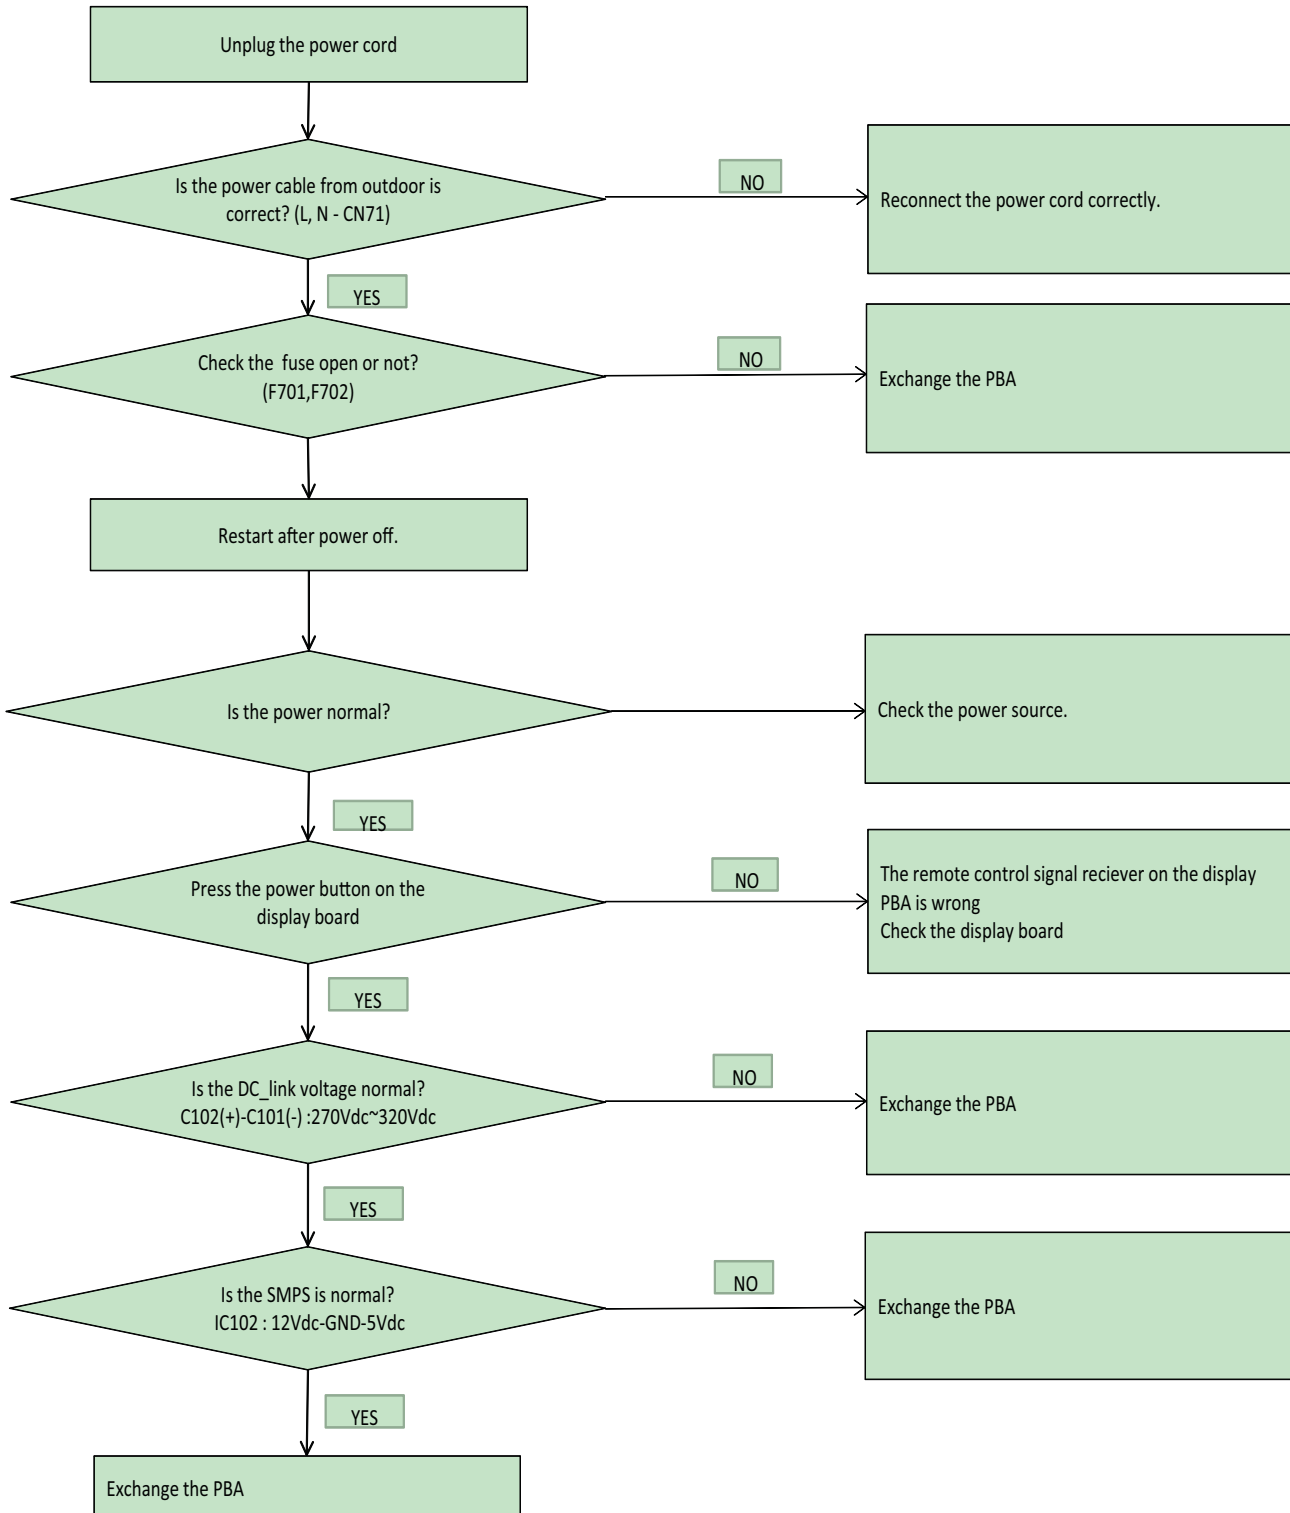 Unplug the power cord
Is the power cable from outdoor is
correct? (L, N - CN71)
NO
Reconnect the power cord correctly.
YES
Check the  fuse open or not?
(F701,F702)
NO
Exchange the PBA
Restart after power off.
Is the power normal?
Check the power source.
YES
Press the power button on the
display board
NO
The remote control signal reciever on the display
PBA is wrong
Check the display board
YES
Is the DC_link voltage normal?
C102(+)-C101(-) :270Vdc~320Vdc
NO
Exchange the PBA
YES
Is the SMPS is normal?
IC102 : 12Vdc-GND-5Vdc
NO
Exchange the PBA
YES
Exchange the PBA